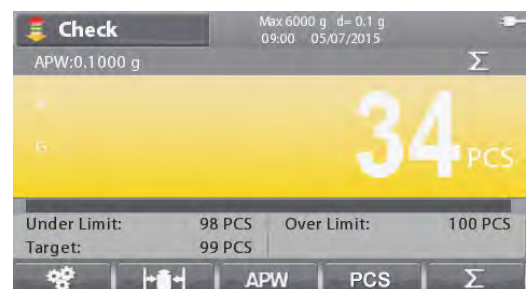 Check
Max 6000 g d= 0.1 g
09:00 05/07/2015
APW:0.1000 g
Σ
G
34 PCS
Under Limit: 98 PCS Over Limit: 100 PCS
Target: 99 PCS
APW PCS Σ